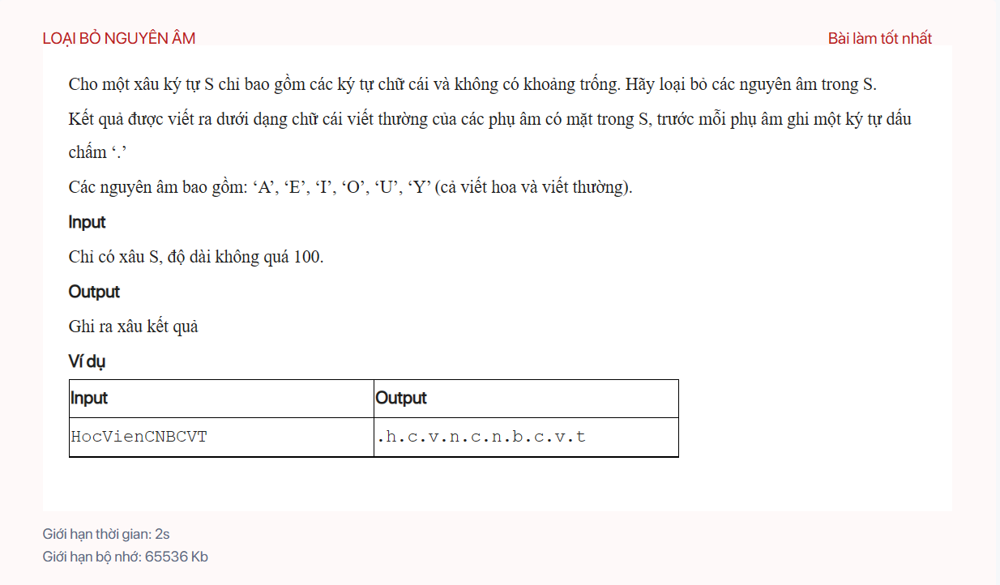 LOẠI BỎ NGUYÊN ÂM
Bài làm tốt nhất
Cho một xâu ký tự S chỉ bao gồm các ký tự chữ cái và không có khoảng trống. Hãy loại bỏ các nguyên âm trong S.
Kết quả được viết ra dưới dạng chữ cái viết thường của các phụ âm có mặt trong S, trước mỗi phụ âm ghi một ký tự dấu
chấm ‘.’
Các nguyên âm bao gồm: ‘A’, ‘E’, ‘I’, ‘O’, ‘U’, ‘Y’ (cả viết hoa và viết thường).
Input
Chỉ có xâu S, độ dài không quá 100.
Output
Ghi ra xâu kết quả
Ví dụ
Input Output
HocVienCNBCVT .h.c.v.n.c.n.b.c.v.t
Giới hạn thời gian: 2s
Giới hạn bộ nhớ: 65536 Kb